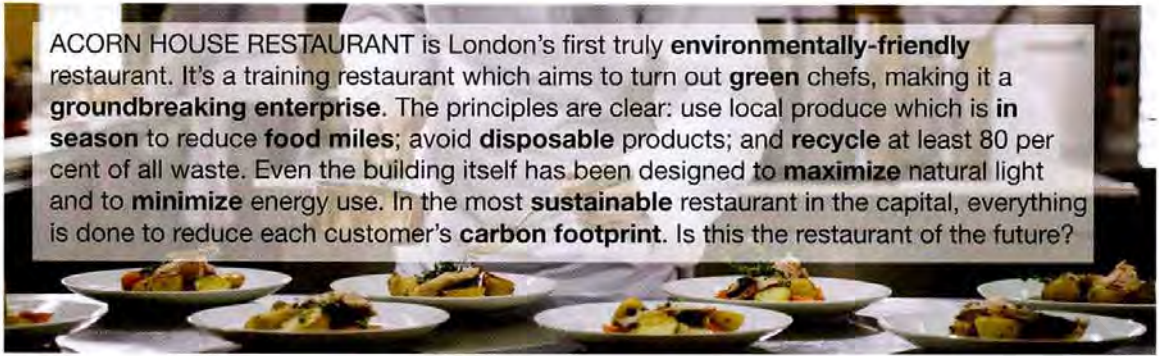 ACORN HOUSE RESTAURANT is London's first truly environmentally-friendly
restaurant. It's a training restaurant which aims to turn out green chefs, making it a
groundbreaking enterprise. The principles are clear: use local produce which is in
season to reduce food miles; avoid disposable products; and recycle at least 80 per
cent of all waste. Even the building itself has been designed to maximize natural light
and to minimize energy use. In the most sustainable restaurant in the capital, everything
is done to reduce each customer's carbon footprint. Is this the restaurant of the future?